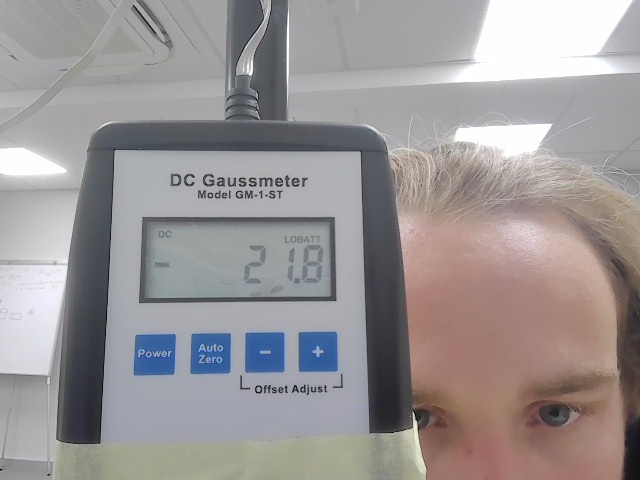 DC Gaussmeter
Model GM-1-ST
DC LOBATT
- 21.8
Power
Auto
Zero
-
+
Offset Adjust